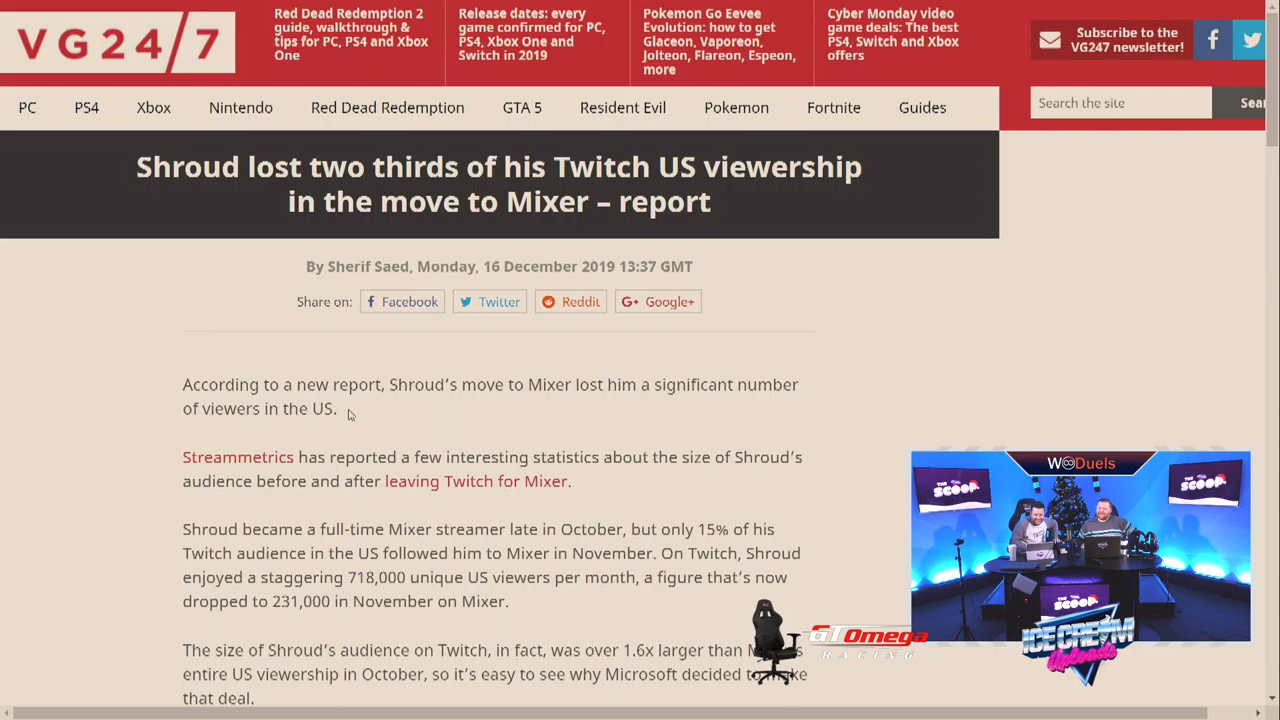 VG24/7
Red Dead Redemption 2
guide, walkthrough &
tips for PC, PS4 and Xbox
One
Release dates: every
game confirmed for PC,
PS4, Xbox One and
Switch in 2019
Pokemon Go Eevee
Evolution: how to get
Glaceon, Vaporeon,
Jolteon, Flareon, Espeon,
more
Cyber Monday video
game deals: The best
PS4, Switch and Xbox
offers
Subscribe to the
VG247 newsletter!
PC PS4 Xbox Nintendo Red Dead Redemption GTA 5 Resident Evil Pokemon Fortnite Guides
Search the site
Sear
Shroud lost two thirds of his Twitch US viewership
in the move to Mixer – report
By Sherif Saed, Monday, 16 December 2019 13:37 GMT
Share on: Facebook Twitter Reddit G+ Google+
According to a new report, Shroud’s move to Mixer lost him a significant number
of viewers in the US.
Streammetrics has reported a few interesting statistics about the size of Shroud’s
audience before and after leaving Twitch for Mixer.
Shroud became a full-time Mixer streamer late in October, but only 15% of his
Twitch audience in the US followed him to Mixer in November. On Twitch, Shroud
enjoyed a staggering 718,000 unique US viewers per month, a figure that’s now
dropped to 231,000 in November on Mixer.
The size of Shroud’s audience on Twitch, in fact, was over 1.6x larger than
entire US viewership in October, so it’s easy to see why Microsoft decided to
that deal.
WDuels
THE SCOOP
THE SCOOP
THE SCOOP
ICE CREAM
Uploads
GT Omega
RACING